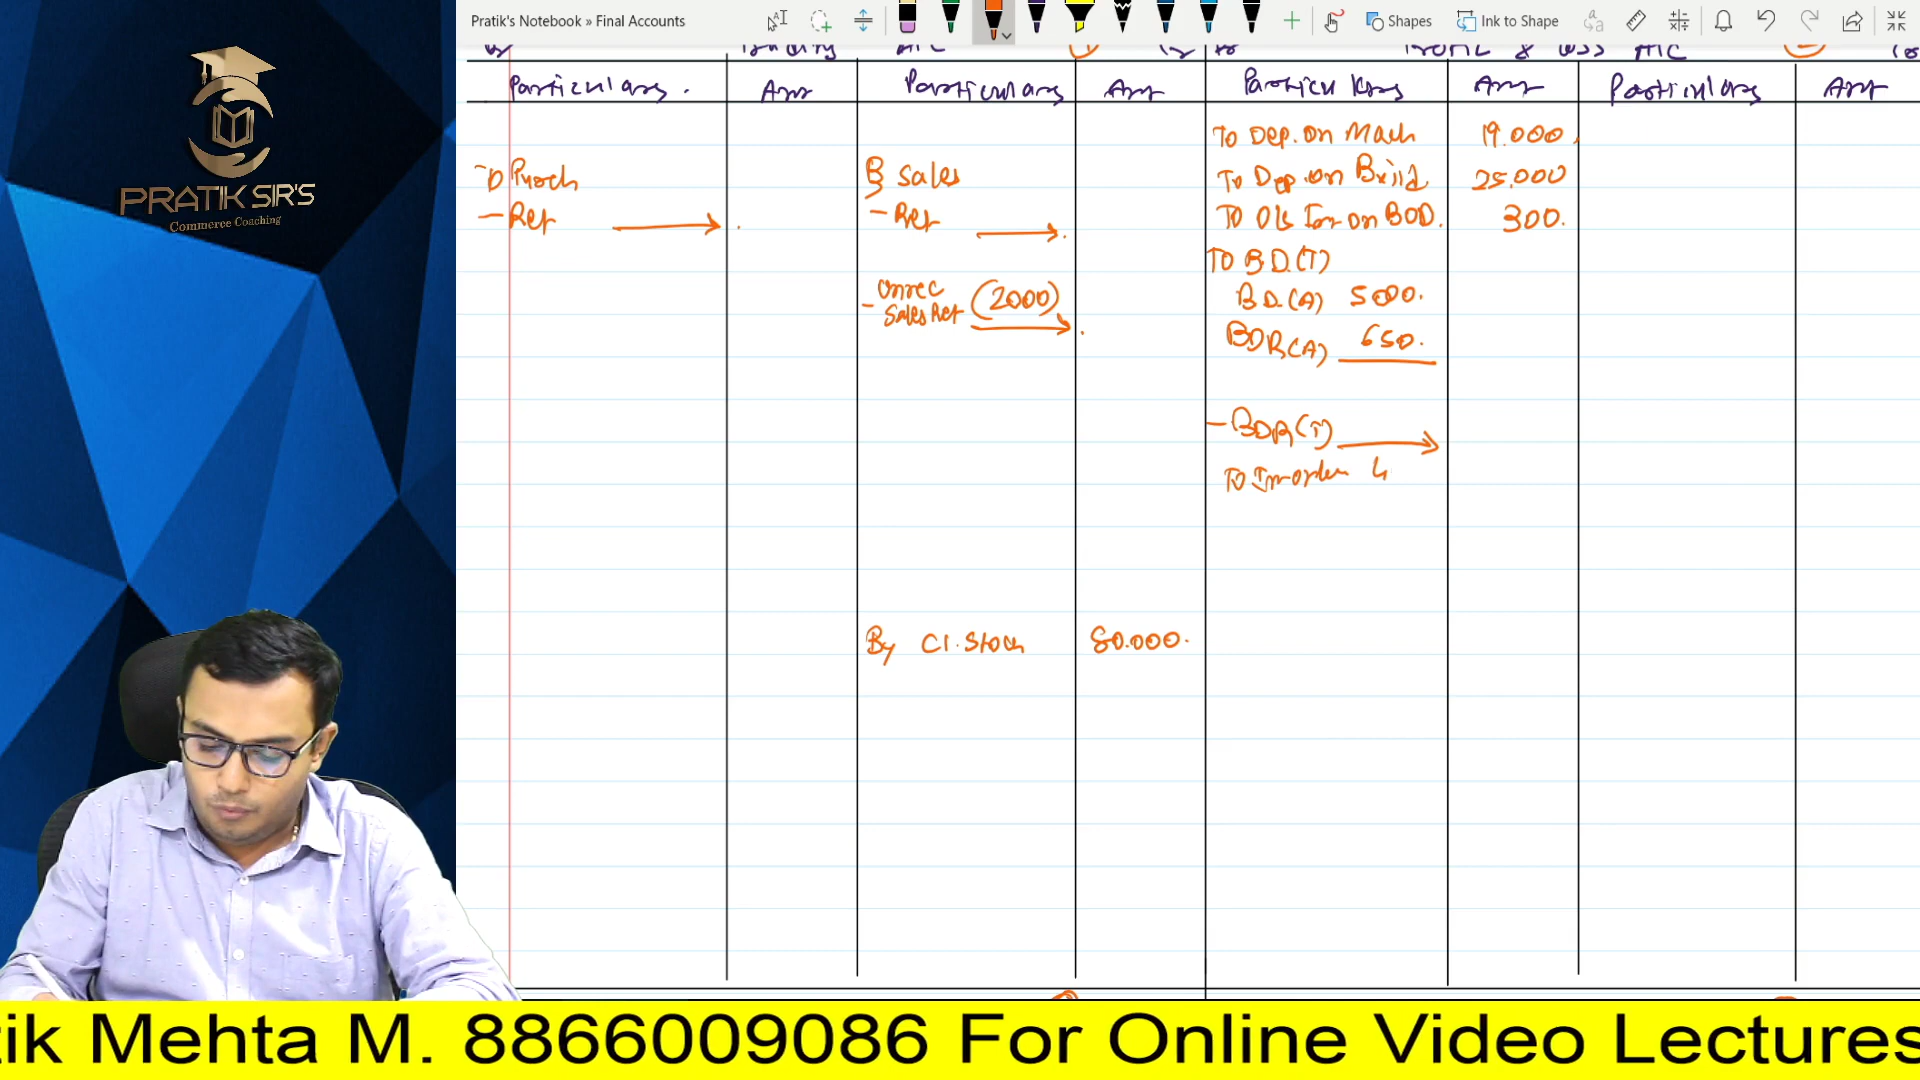 Pratik's Notebook » Final Accounts
Shapes
Ink to Shape
PRATIK SIR'S
Commerce Coaching
Particulars. Amt Particulars Amt Particulars Amt Particulars Amt
To Purch
- Ret
By Sales
- Ret
- Unrec
Sales Ret (2000)
By Cl. Stock 80.000.
To Dep. on Mach 19.000.
To Dep. on Build. 25.000
To O/s Int on BOD. 300.
To BD(T)
BD(A) 5000.
BDR(A) 650.
- BDR(T)
tik Mehta M. 8866009086 For Online Video Lectures